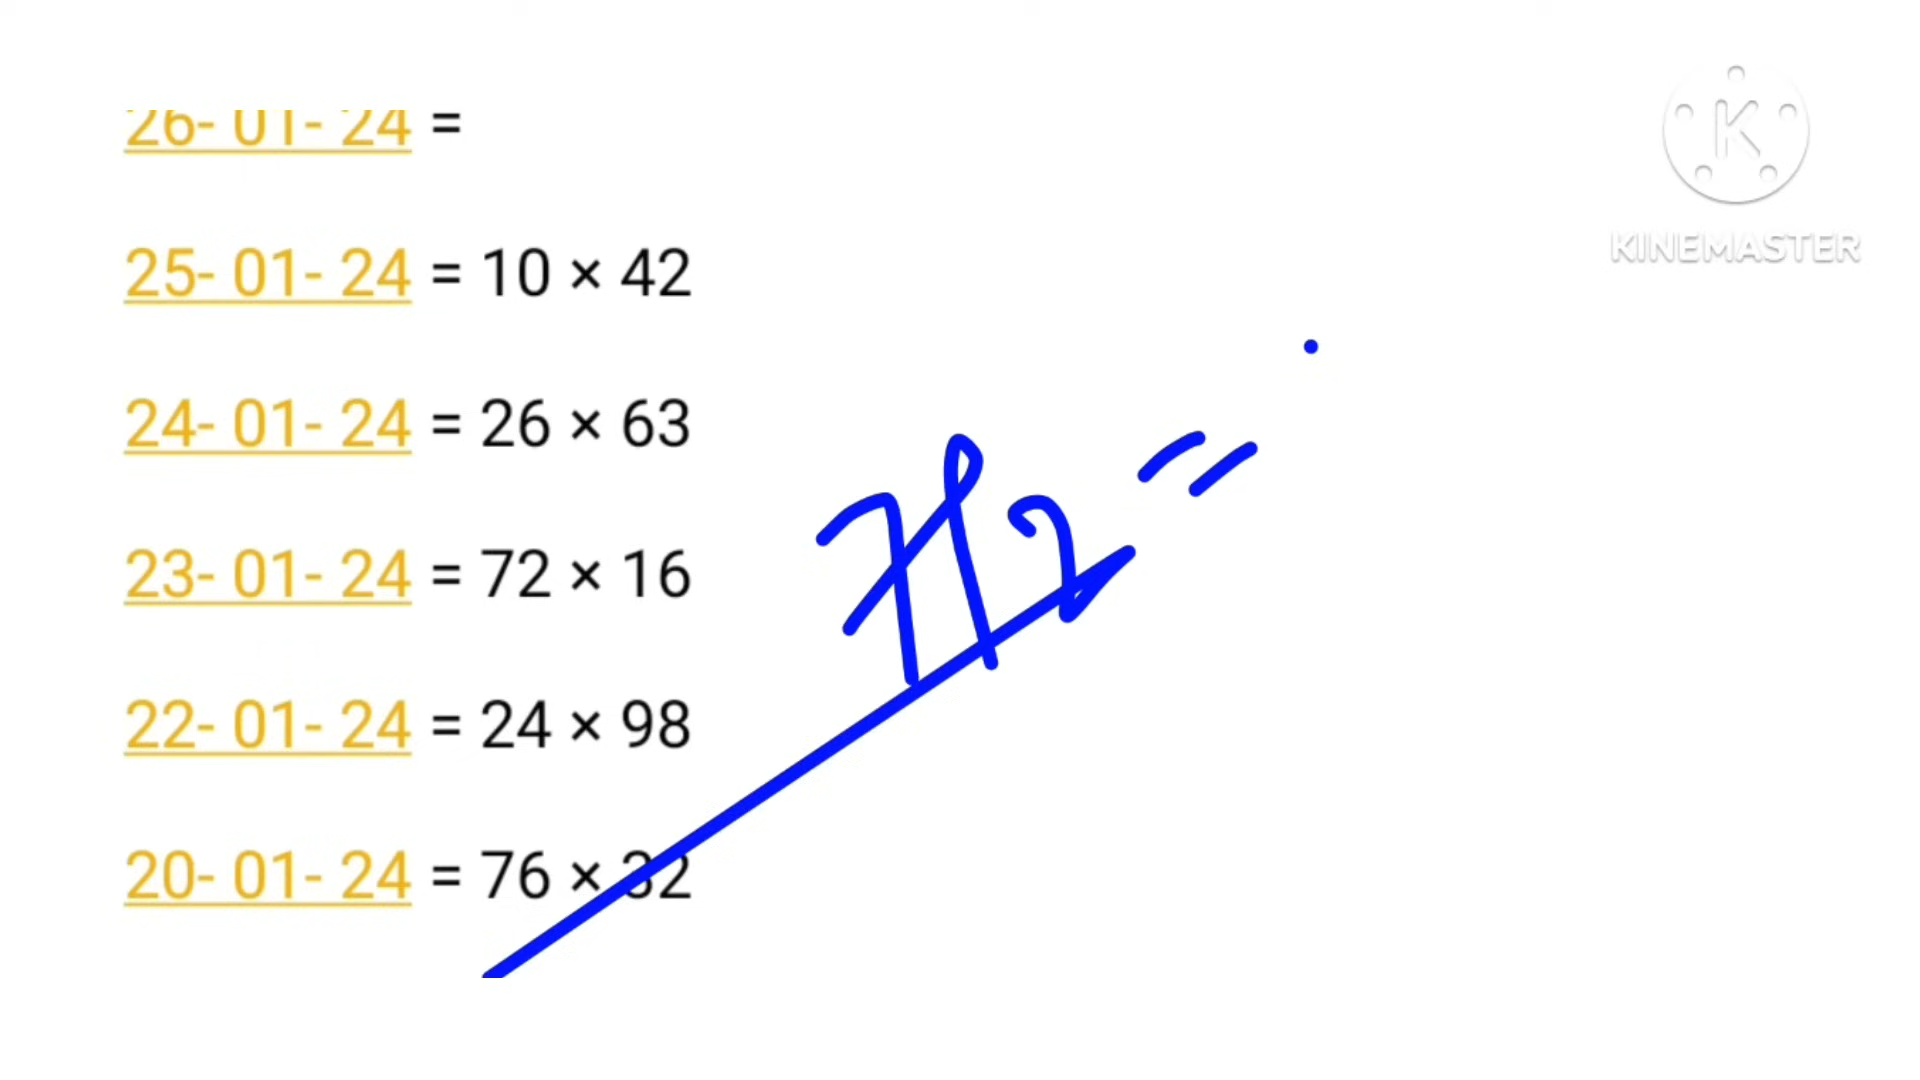 26- 01- 24 =
K
KINEMASTER
25- 01- 24 = 10 × 42
24- 01- 24 = 26 × 63
H2 =
23- 01- 24 = 72 × 16
22- 01- 24 = 24 × 98
20- 01- 24 = 76 × 32